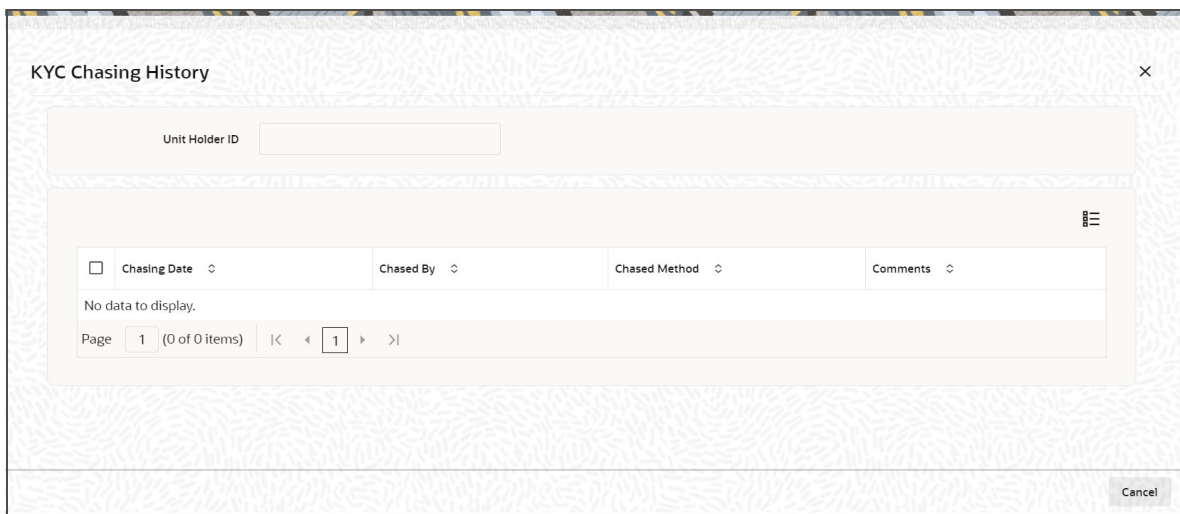 KYC Chasing History
Unit Holder ID
Chasing Date Chased By Chased Method Comments
No data to display.
Page 1 (0 of 0 items) 1
Cancel